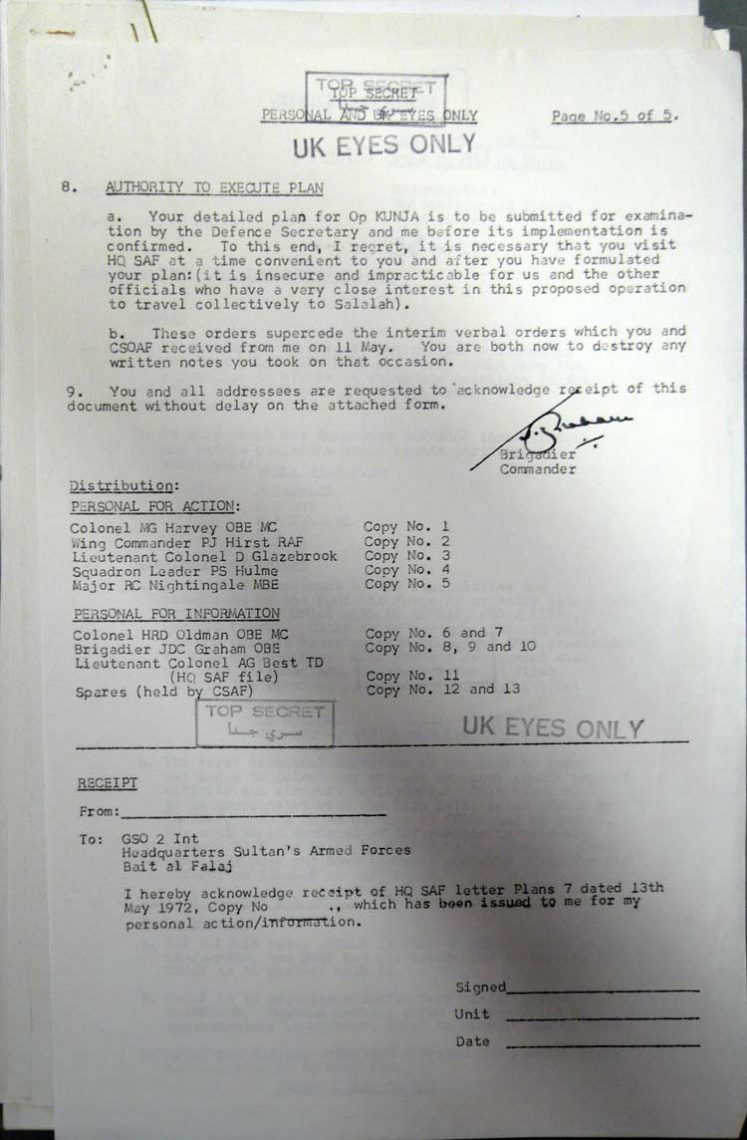 TOP SECRET
TOP SECRET
سري جدا
PERSONAL AND UK EYES ONLY
Page No.5 of 5.
UK EYES ONLY
8. AUTHORITY TO EXECUTE PLAN
a. Your detailed plan for Op KUNJA is to be submitted for examina-
tion by the Defence Secretary and me before its implementation is
confirmed. To this end, I regret, it is necessary that you visit
HQ SAF at a time convenient to you and after you have formulated
your plan:(it is insecure and impracticable for us and the other
officials who have a very close interest in this proposed operation
to travel collectively to Salalah).
b. These orders supercede the interim verbal orders which you and
CSOAF received from me on 11 May. You are both now to destroy any
written notes you took on that occasion.
9. You and all addressees are requested to acknowledge receipt of this
document without delay on the attached form.
J. Graham
Brigadier
Commander
Distribution:
PERSONAL FOR ACTION:
Colonel MG Harvey OBE MC Copy No. 1
Wing Commander PJ Hirst RAF Copy No. 2
Lieutenant Colonel D Glazebrook Copy No. 3
Squadron Leader PS Hulme Copy No. 4
Major RC Nightingale MBE Copy No. 5
PERSONAL FOR INFORMATION
Colonel HRD Oldman OBE MC Copy No. 6 and 7
Brigadier JDC Graham OBE Copy No. 8, 9 and 10
Lieutenant Colonel AG Best TD
(HQ SAF file) Copy No. 11
Spares (held by CSAF) Copy No. 12 and 13
TOP SECRET
سري جدا
UK EYES ONLY
RECEIPT
From:
To: GSO 2 Int
Headquarters Sultan's Armed Forces
Bait al Falaj
I hereby acknowledge receipt of HQ SAF letter Plans 7 dated 13th
May 1972, Copy No ., which has been issued to me for my
personal action/information.
Signed
Unit
Date